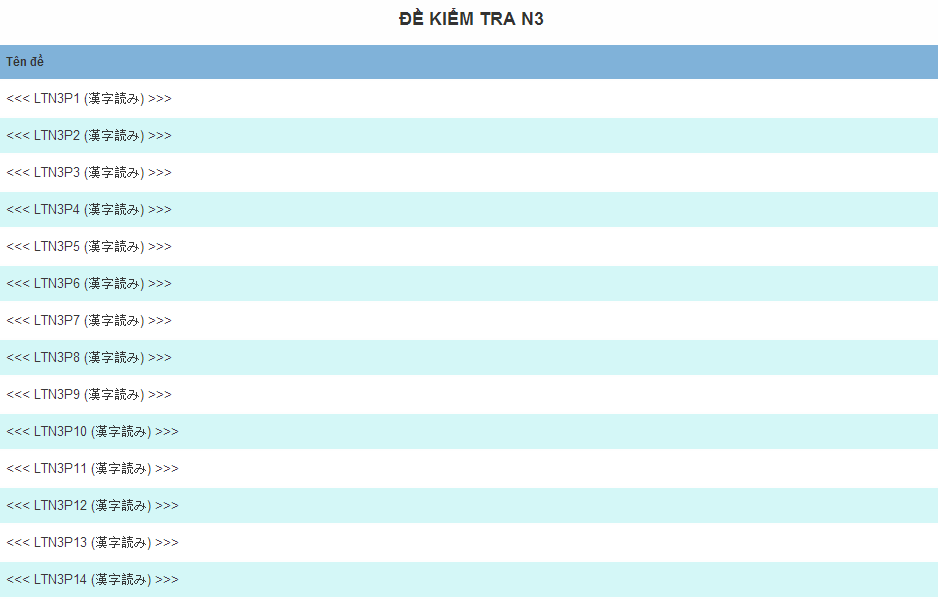 ĐỀ KIỂM TRA N3
Tên đề
<<< LTN3P1 (漢字読み) >>>
<<< LTN3P2 (漢字読み) >>>
<<< LTN3P3 (漢字読み) >>>
<<< LTN3P4 (漢字読み) >>>
<<< LTN3P5 (漢字読み) >>>
<<< LTN3P6 (漢字読み) >>>
<<< LTN3P7 (漢字読み) >>>
<<< LTN3P8 (漢字読み) >>>
<<< LTN3P9 (漢字読み) >>>
<<< LTN3P10 (漢字読み) >>>
<<< LTN3P11 (漢字読み) >>>
<<< LTN3P12 (漢字読み) >>>
<<< LTN3P13 (漢字読み) >>>
<<< LTN3P14 (漢字読み) >>>